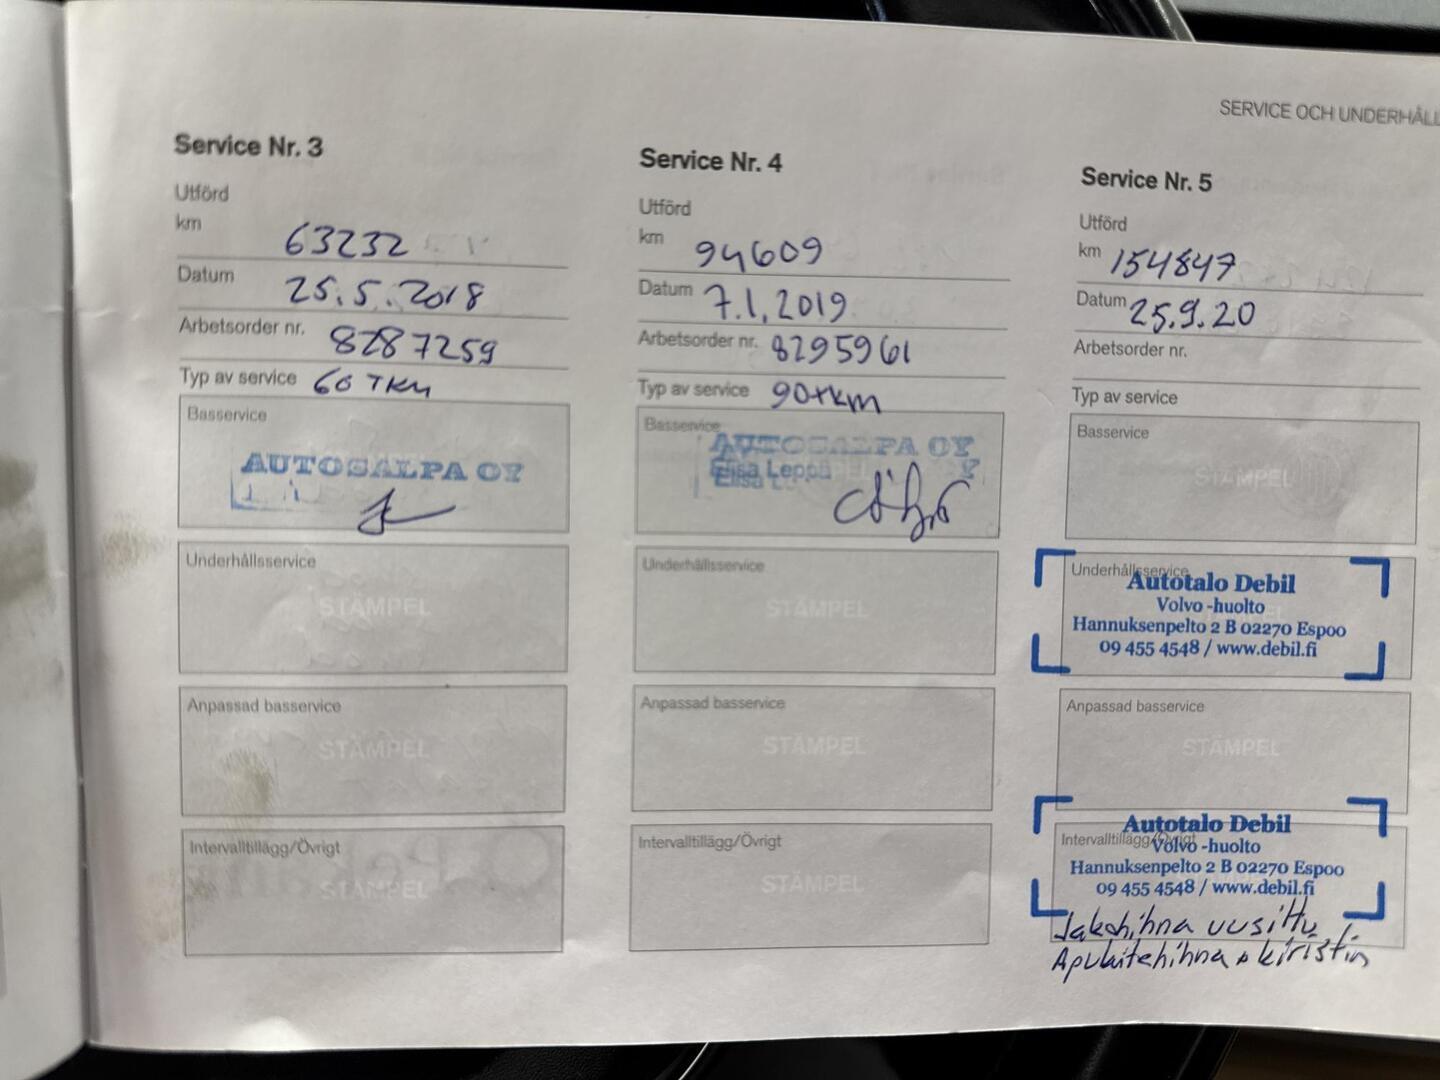 SERVICE OCH UNDERHÅLL
Service Nr. 3
Utförd
km 63232
Datum 25.5.2018
Arbetsorder nr. 8287259
Typ av service 60 TKM
Basservice
AUTOSALPA OY
Underhållsservice
STÄMPEL
Anpassad basservice
STÄMPEL
Intervalltillägg/Övrigt
STÄMPEL
Service Nr. 4
Utförd
km 94609
Datum 7.1.2019
Arbetsorder nr. 8295961
Typ av service 90tkm
Basservice
AUTOSALPA OY
Elisa Leppä
Underhållsservice
STÄMPEL
Anpassad basservice
STÄMPEL
Intervalltillägg/Övrigt
STÄMPEL
Service Nr. 5
Utförd
km 154847
Datum 25.9.20
Arbetsorder nr.
Typ av service
Basservice
STÄMPEL
Underhållsservice
Autotalo Debil
Volvo -huolto
Hannuksenpelto 2 B 02270 Espoo
09 455 4548 / www.debil.fi
Anpassad basservice
STÄMPEL
Autotalo Debil
Intervalltillägg/Övrigt
Volvo -huolto
Hannuksenpelto 2 B 02270 Espoo
09 455 4548 / www.debil.fi
Jakohihna uusittu
Apulaitehihna + kiristin